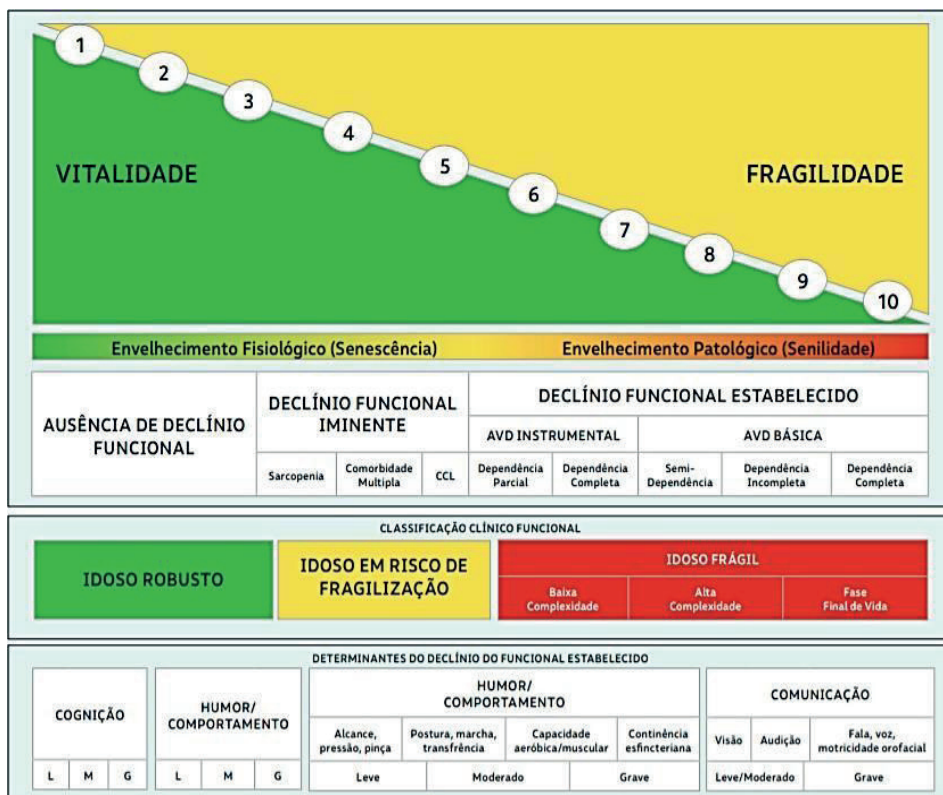 1
2
3
4
5
6
7
8
9
10
VITALIDADE
FRAGILIDADE
Envelhecimento Fisiológico (Senescência)
Envelhecimento Patológico (Senilidade)
AUSÊNCIA DE DECLÍNIO
FUNCIONAL
DECLÍNIO FUNCIONAL
IMINENTE
Sarcopenia
Comorbidade
Multipla
CCL
DECLÍNIO FUNCIONAL ESTABELECIDO
AVD INSTRUMENTAL
AVD BÁSICA
Dependência
Parcial
Dependência
Completa
Semi-
Dependência
Dependência
Incompleta
Dependência
Completa
CLASSIFICAÇÃO CLÍNICO FUNCIONAL
IDOSO ROBUSTO
IDOSO EM RISCO DE
FRAGILIZAÇÃO
IDOSO FRÁGIL
Baixa
Complexidade
Alta
Complexidade
Fase
Final de Vida
DETERMINANTES DO DECLÍNIO DO FUNCIONAL ESTABELECIDO
COGNIÇÃO
L M G
HUMOR/
COMPORTAMENTO
L M G
HUMOR/
COMPORTAMENTO
Alcance,
pressão, pinça
Postura, marcha,
transfrência
Capacidade
aeróbica/muscular
Continência
esfincteriana
Leve Moderado Grave
COMUNICAÇÃO
Visão
Audição
Fala, voz,
motricidade orofacial
Leve/Moderado Grave